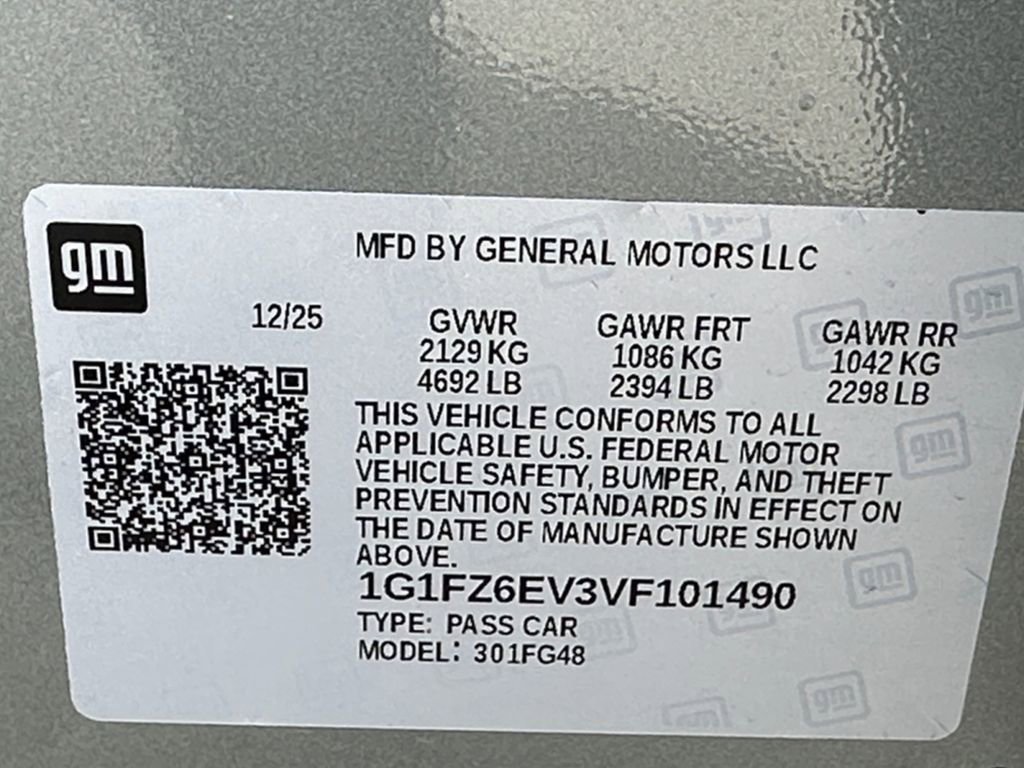 gm
MFD BY GENERAL MOTORS LLC
12/25
GVWR
2129 KG
4692 LB
GAWR FRT
1086 KG
2394 LB
GAWR RR
1042 KG
2298 LB
THIS VEHICLE CONFORMS TO ALL
APPLICABLE U.S. FEDERAL MOTOR
VEHICLE SAFETY, BUMPER, AND THEFT
PREVENTION STANDARDS IN EFFECT ON
THE DATE OF MANUFACTURE SHOWN
ABOVE.
1G1FZ6EV3VF101490
TYPE: PASS CAR
MODEL: 301FG48